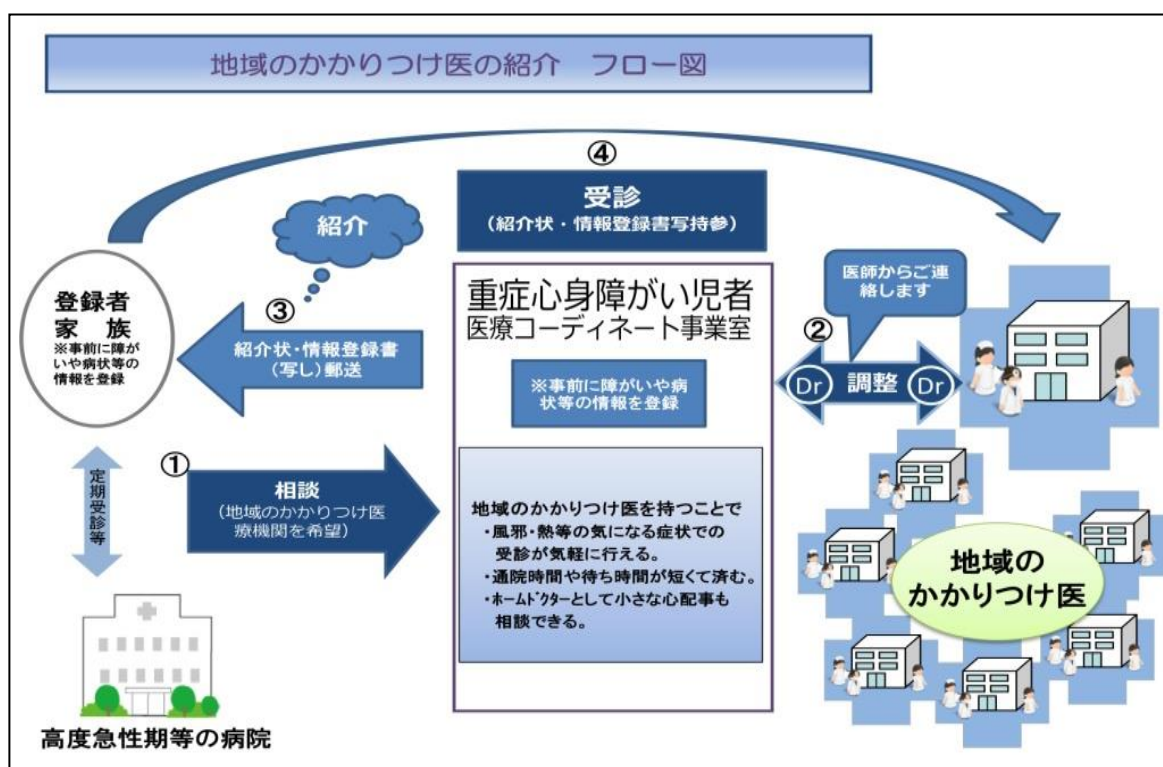 地域のかかりつけ医の紹介　フロー図
④
受診
（紹介状・情報登録書写持参）
紹介
医師からご連
絡します
登録者
家　族
※事前に障が
いや病状等の
情報を登録
③
紹介状・情報登録書
（写し）郵送
重症心身障がい児者
医療コーディネート事業室
※事前に障がいや病
状等の情報を登録
②
Dr 調整 Dr
①
相談
（地域のかかりつけ医
療機関を希望）
定期受診等
地域のかかりつけ医を持つことで
・風邪・熱等の気になる症状での
受診が気軽に行える。
・通院時間や待ち時間が短くて済む。
・ﾎｰﾑﾄﾞｸﾀｰとして小さな心配事も
相談できる。
地域の
かかりつけ医
高度急性期等の病院